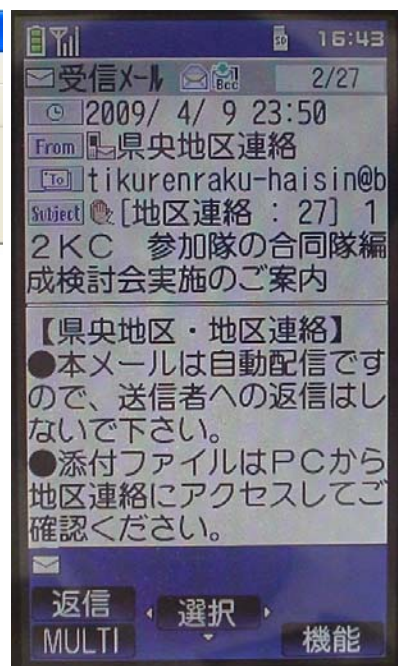 SD 16:43
受信メール Bcc 2/27
2009/ 4/ 9 23:50
From 県央地区連絡
To tikurenraku-haisin@b
Subject [地区連絡 : 27] 1
2KC 参加隊の合同隊編
成検討会実施のご案内
【県央地区・地区連絡】
●本メールは自動配信です
ので、送信者への返信はし
ないで下さい。
●添付ファイルはPCから
地区連絡にアクセスしてご
確認ください。
返信 選択
MULTI 機能